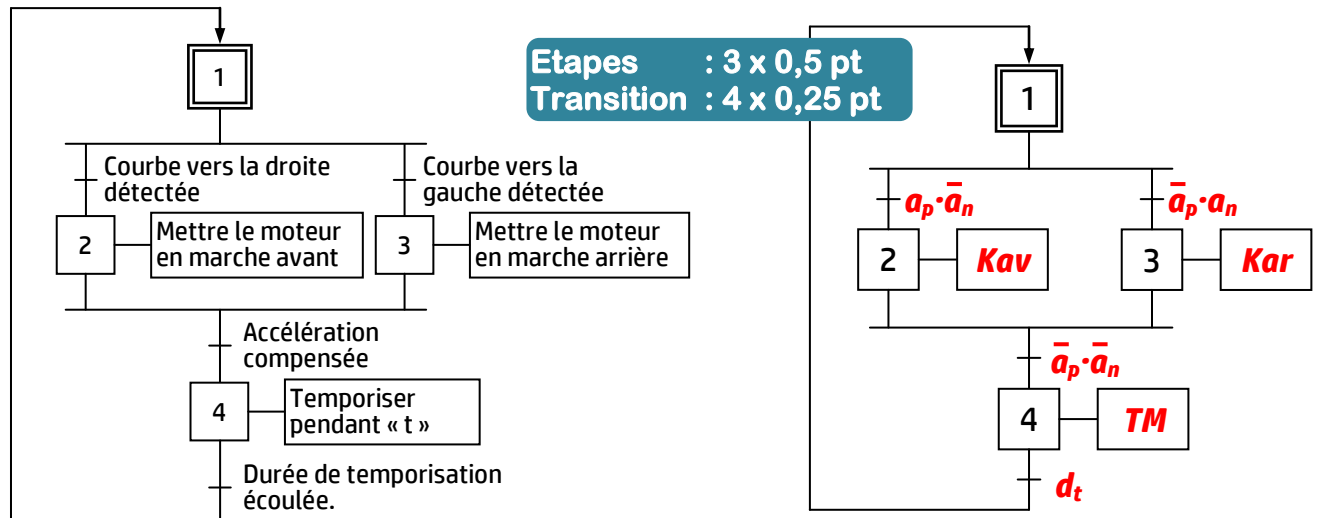 1
Courbe vers la droite
détectée
Courbe vers la
gauche détectée
2
Mettre le moteur
en marche avant
3
Mettre le moteur
en marche arrière
Accélération
compensée
4
Temporiser
pendant « t »
Durée de temporisation
écoulée.
Etapes : 3 x 0,5 pt
Transition : 4 x 0,25 pt
1
aₚ·āₙ
āₚ·aₙ
2
Kav
3
Kar
āₚ·āₙ
4
TM
dₜ